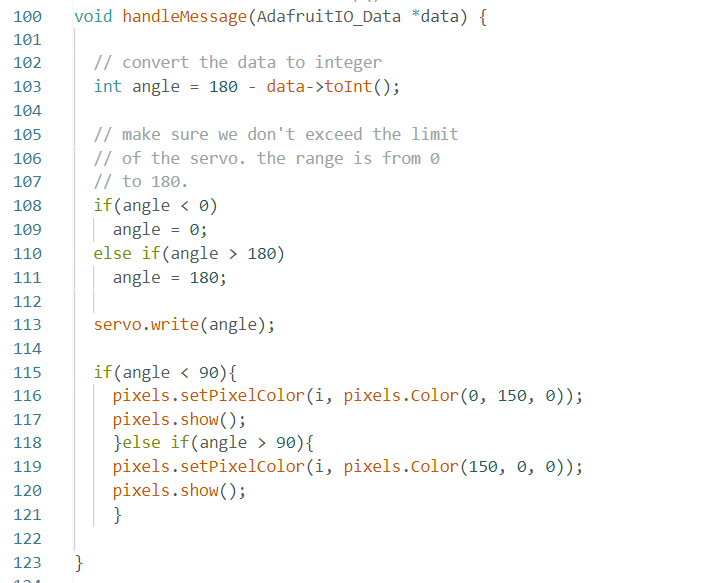 100 void handleMessage(AdafruitIO_Data *data) {
101
102 // convert the data to integer
103 int angle = 180 - data->toInt();
104
105 // make sure we don't exceed the limit
106 // of the servo. the range is from 0
107 // to 180.
108 if(angle < 0)
109 angle = 0;
110 else if(angle > 180)
111 angle = 180;
112
113 servo.write(angle);
114
115 if(angle < 90){
116 pixels.setPixelColor(i, pixels.Color(0, 150, 0));
117 pixels.show();
118 }else if(angle > 90){
119 pixels.setPixelColor(i, pixels.Color(150, 0, 0));
120 pixels.show();
121 }
122
123 }